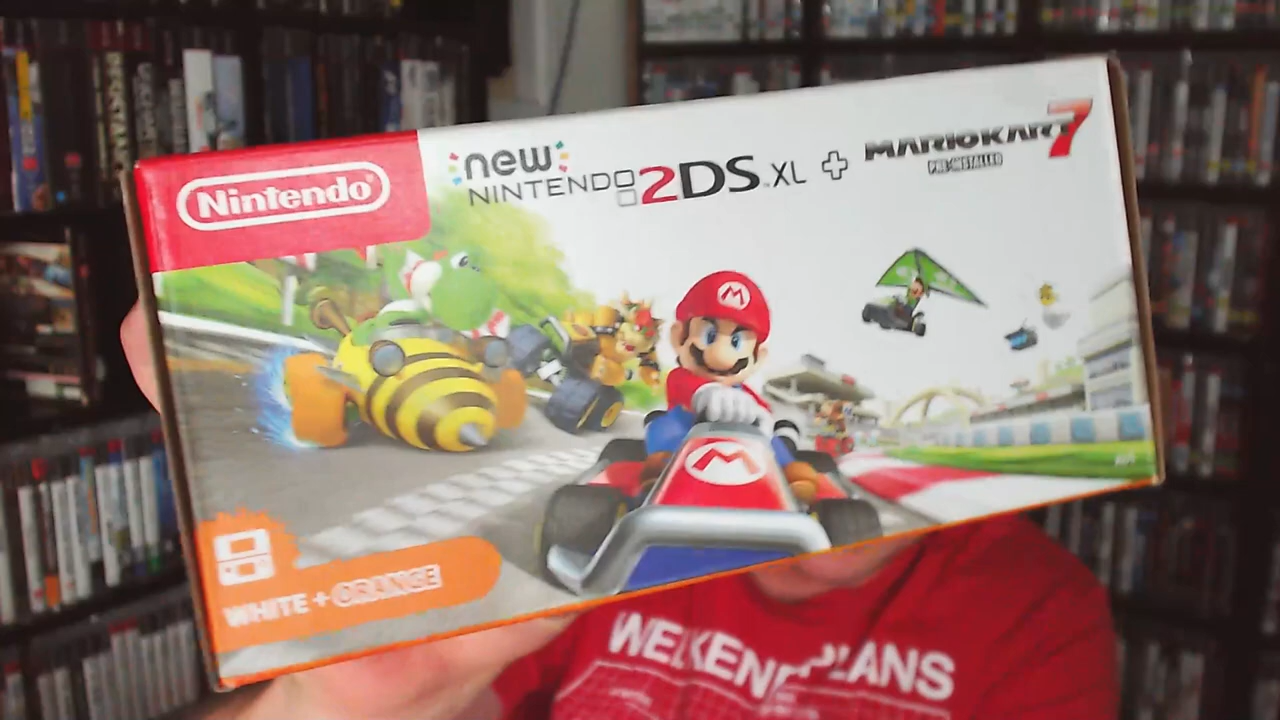 Nintendo
new
NINTENDO 2DS XL + MARIOKART 7
PRE-INSTALLED
M
M
WHITE + ORANGE
WEEKEND PLANS